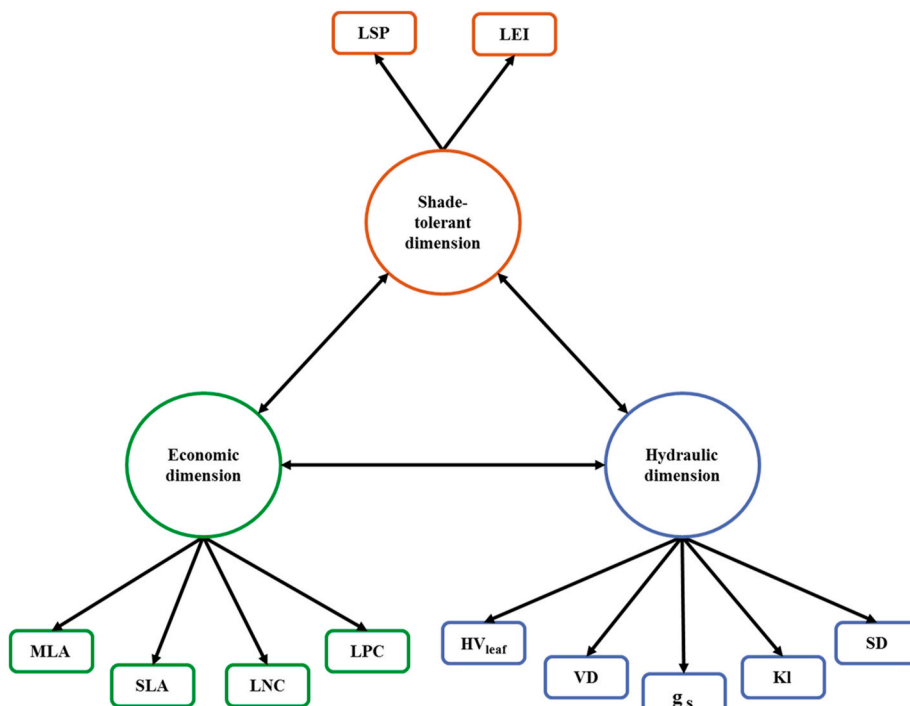 LSP
LEI
Shade-
tolerant
dimension
Economic
dimension
Hydraulic
dimension
MLA
SLA
LNC
LPC
HVleaf
VD
gs
Kl
SD